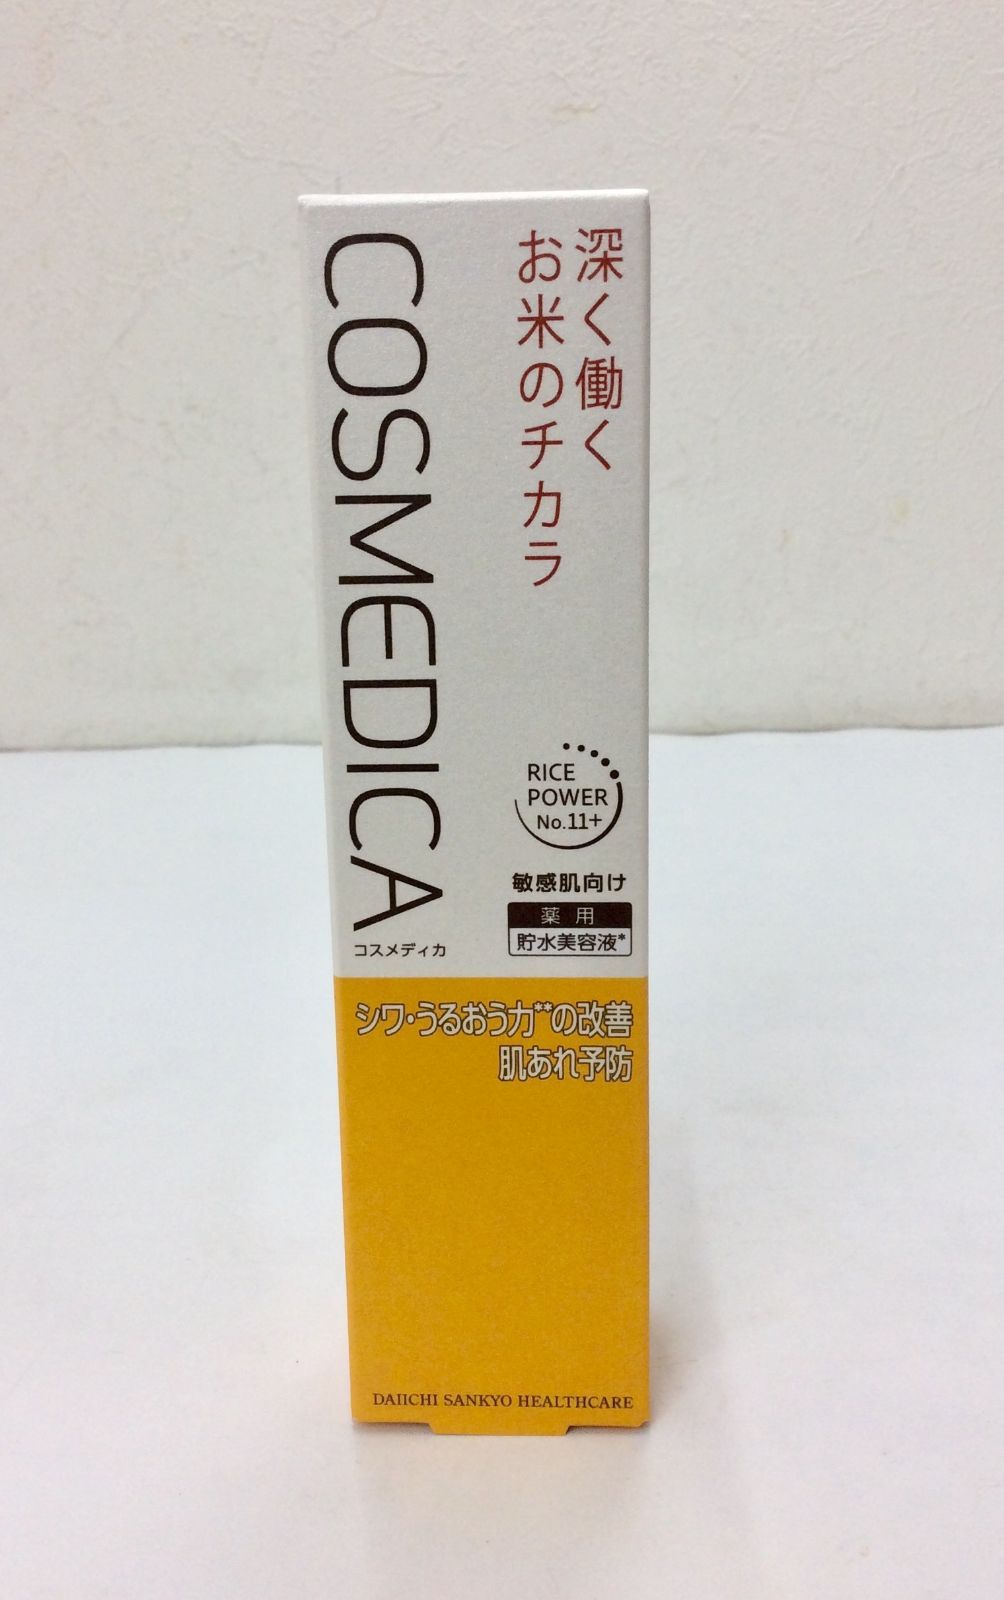 深く働く
お米のチカラ
COSMEDICA
コスメディカ
RICE
POWER
No.11+
敏感肌向け
薬用
貯水美容液*
シワ・うるおう力**の改善
肌あれ予防
DAIICHI SANKYO HEALTHCARE